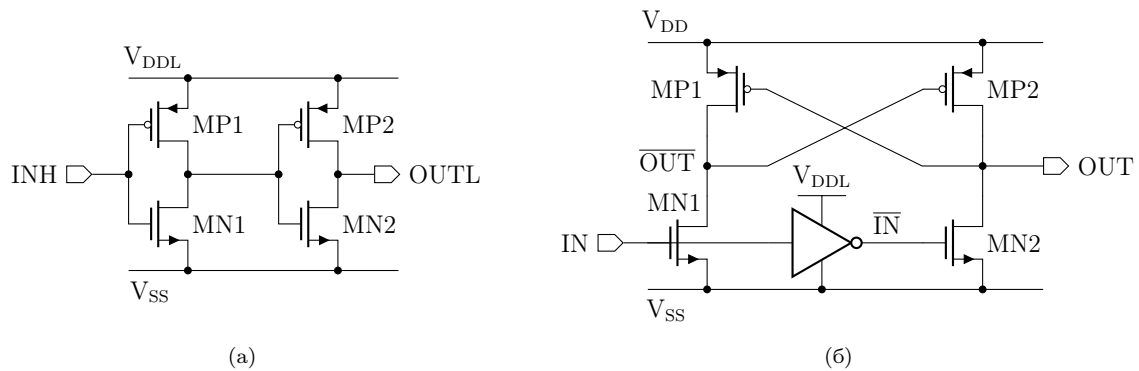 V_DDL
MP1
MP2
INH
OUTL
MN1
MN2
V_SS
(а)
V_DD
MP1
MP2
OUT
OUT
V_DDL
MN1
IN
IN
MN2
V_SS
(б)